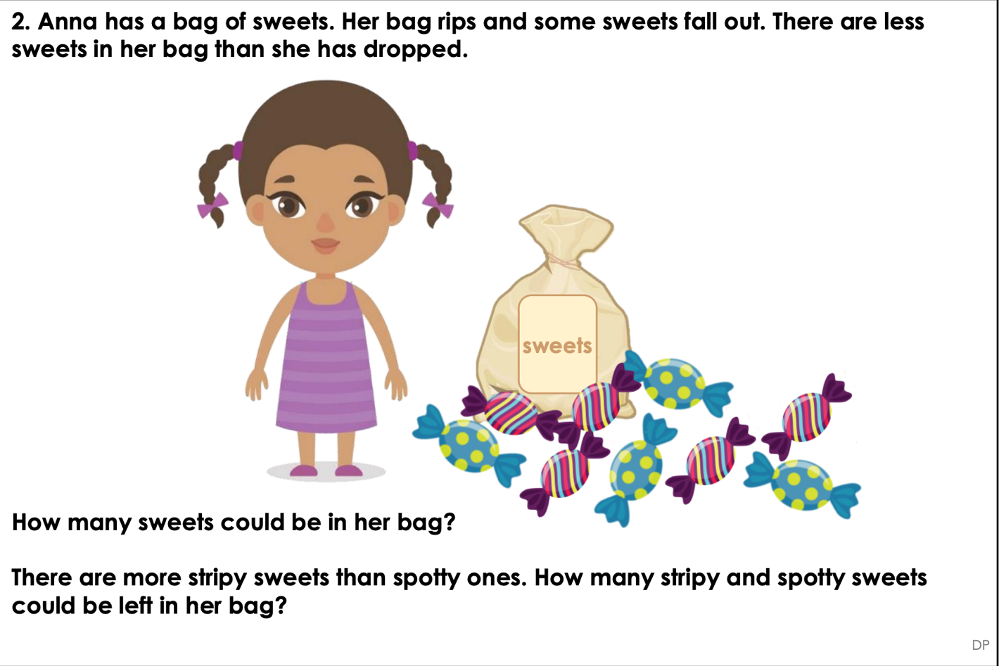 2. Anna has a bag of sweets. Her bag rips and some sweets fall out. There are less
sweets in her bag than she has dropped.
sweets
How many sweets could be in her bag?
There are more stripy sweets than spotty ones. How many stripy and spotty sweets
could be left in her bag?
DP